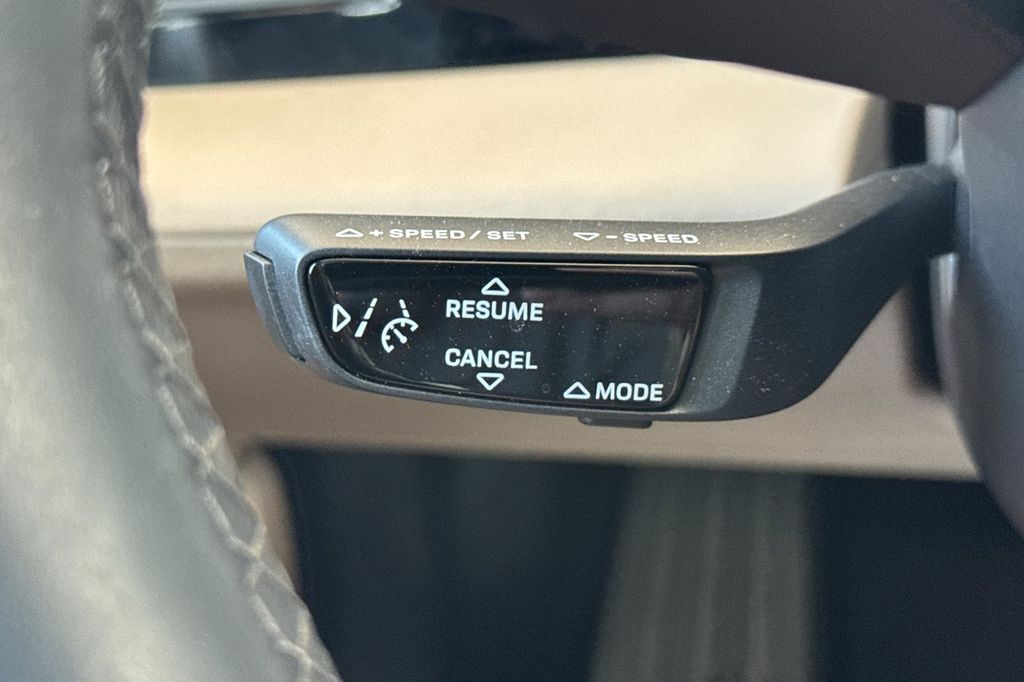 + SPEED / SET
- SPEED
RESUME
CANCEL
MODE